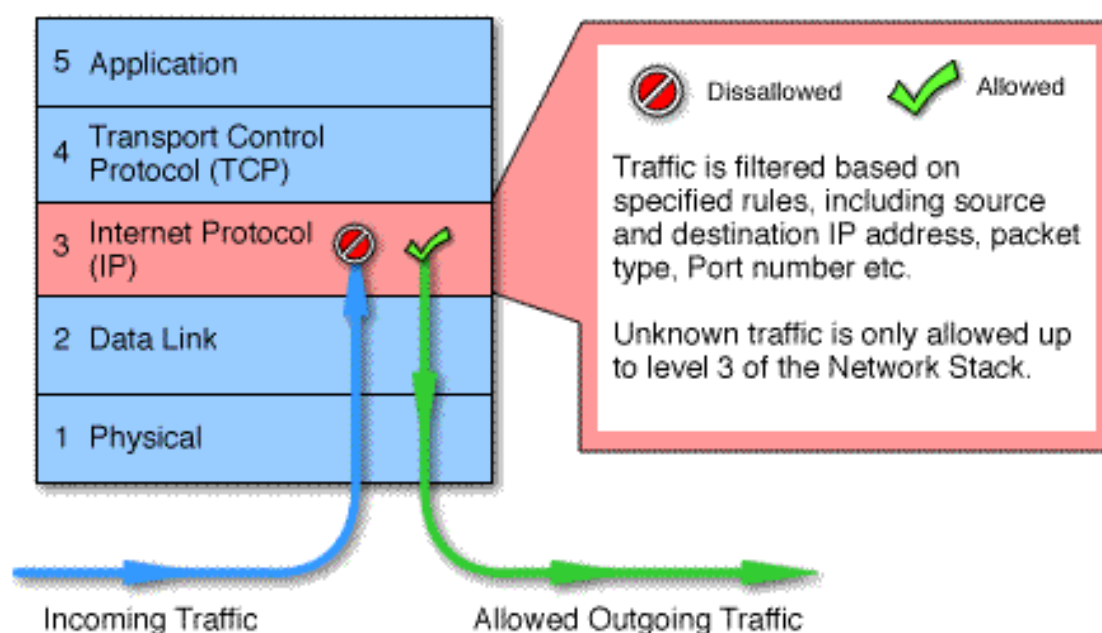 5 Application
4 Transport Control
Protocol (TCP)
3 Internet Protocol
(IP)
2 Data Link
1 Physical
Incoming Traffic
Allowed Outgoing Traffic
Dissallowed
Allowed
Traffic is filtered based on
specified rules, including source
and destination IP address, packet
type, Port number etc.
Unknown traffic is only allowed up
to level 3 of the Network Stack.